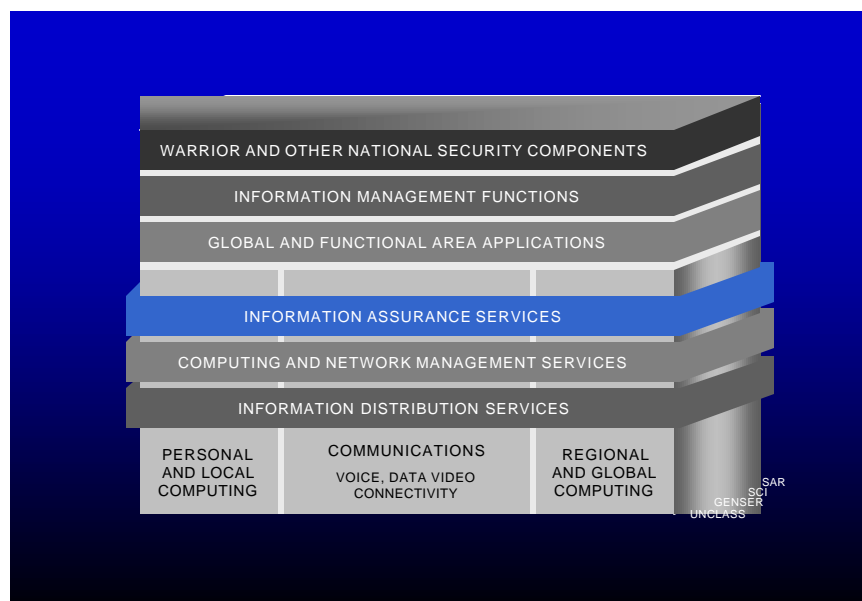 WARRIOR AND OTHER NATIONAL SECURITY COMPONENTS
INFORMATION MANAGEMENT FUNCTIONS
GLOBAL AND FUNCTIONAL AREA APPLICATIONS
INFORMATION ASSURANCE SERVICES
COMPUTING AND NETWORK MANAGEMENT SERVICES
INFORMATION DISTRIBUTION SERVICES
PERSONAL
AND LOCAL
COMPUTING
COMMUNICATIONS
VOICE, DATA VIDEO
CONNECTIVITY
REGIONAL
AND GLOBAL
COMPUTING
SAR
SCI
GENSER
UNCLASS